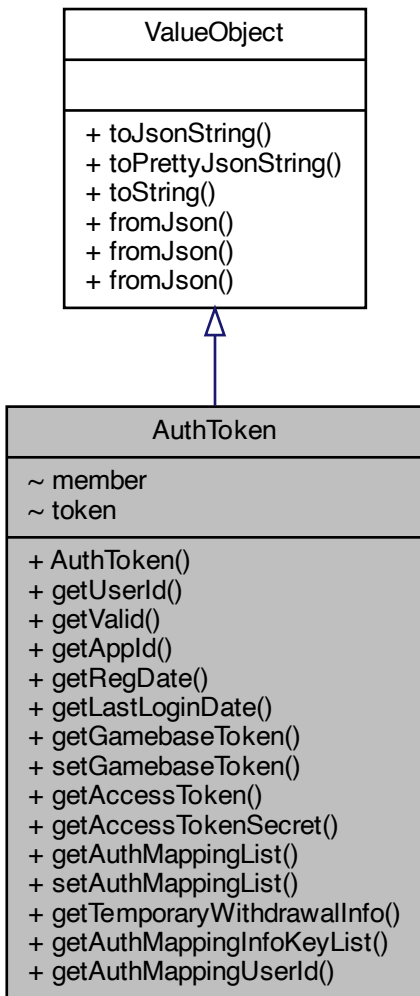 ValueObject
+ toJsonString()
+ toPrettyJsonString()
+ toString()
+ fromJson()
+ fromJson()
+ fromJson()
AuthToken
~ member
~ token
+ AuthToken()
+ getUserId()
+ getValid()
+ getAppId()
+ getRegDate()
+ getLastLoginDate()
+ getGamebaseToken()
+ setGamebaseToken()
+ getAccessToken()
+ getAccessTokenSecret()
+ getAuthMappingList()
+ setAuthMappingList()
+ getTemporaryWithdrawalInfo()
+ getAuthMappingInfoKeyList()
+ getAuthMappingUserId()